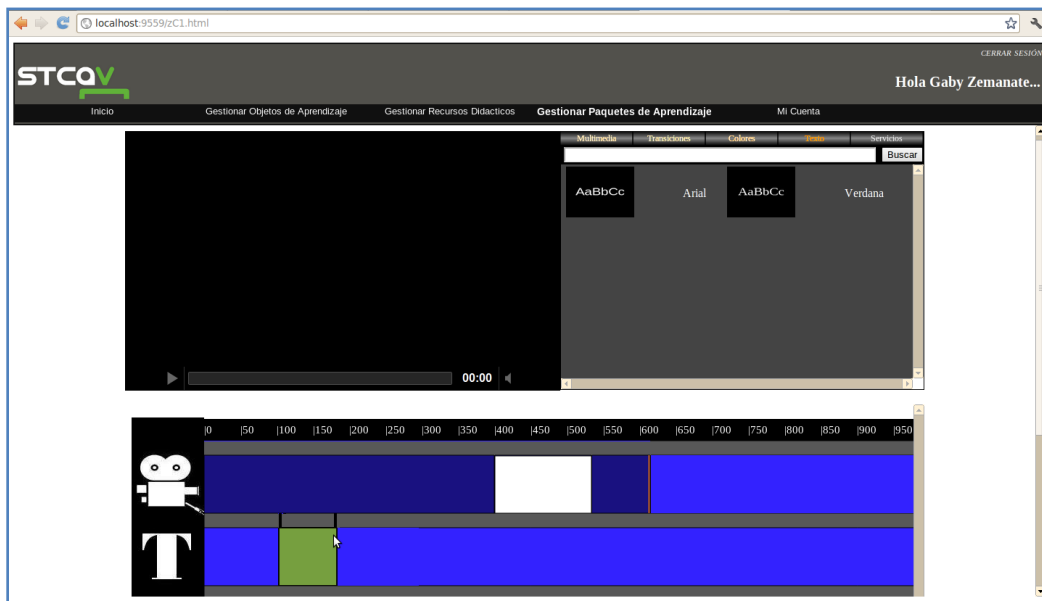 localhost:9559/zC1.html
CERRAR SESIÓN
STCAV
Hola Gaby Zemanate...
Inicio Gestionar Objetos de Aprendizaje Gestionar Recursos Didacticos Gestionar Paquetes de Aprendizaje Mi Cuenta
Multimedia Transiciones Colores Texto Servicios
Buscar
AaBbCc Arial AaBbCc Verdana
00:00
|0 |50 |100 |150 |200 |250 |300 |350 |400 |450 |500 |550 |600 |650 |700 |750 |800 |850 |900 |950
T